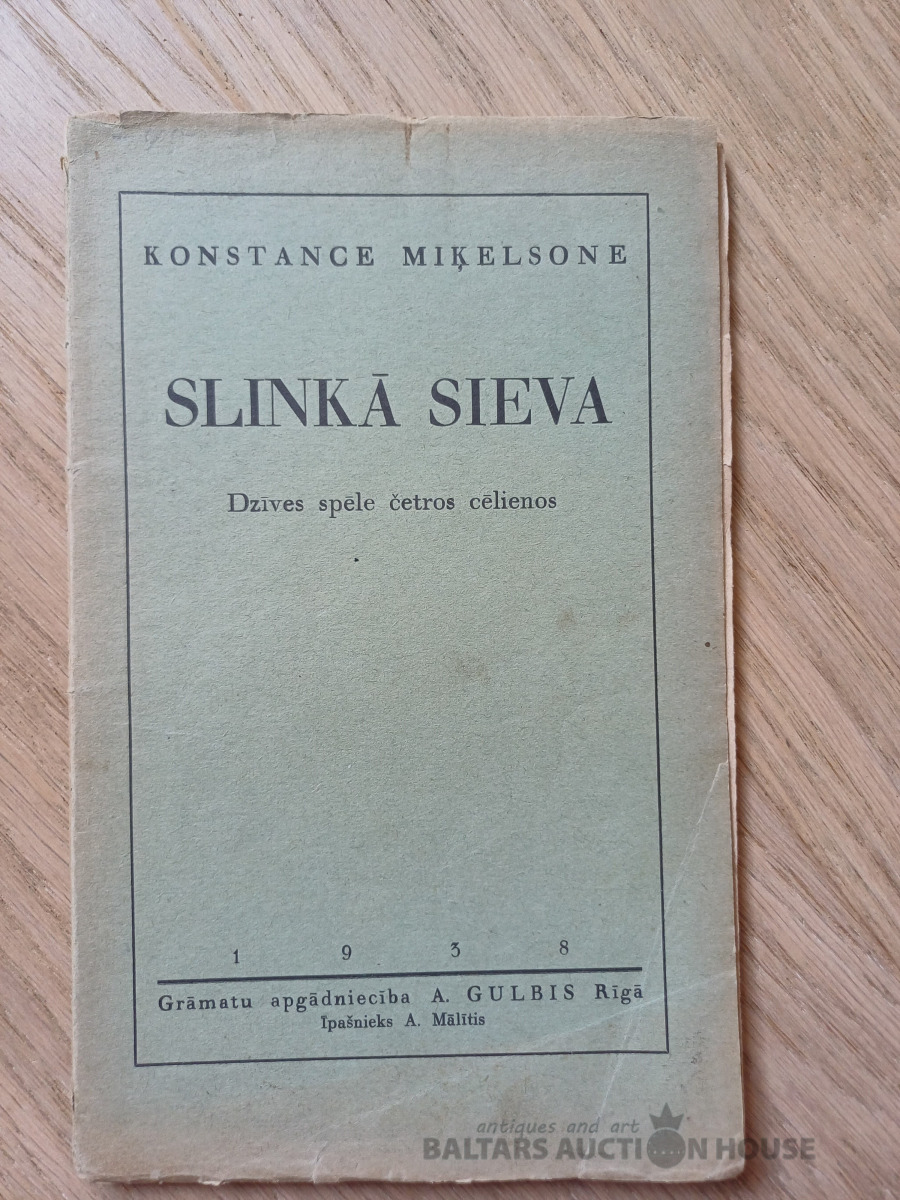 KONSTANCE MIĶELSONE
SLINKĀ SIEVA
Dzīves spēle četros cēlienos
1 9 3 8
Grāmatu apgādniecība A. GULBIS Rīgā
Īpašnieks A. Mālītis
antiques and art
BALTARS AUCTION HOUSE